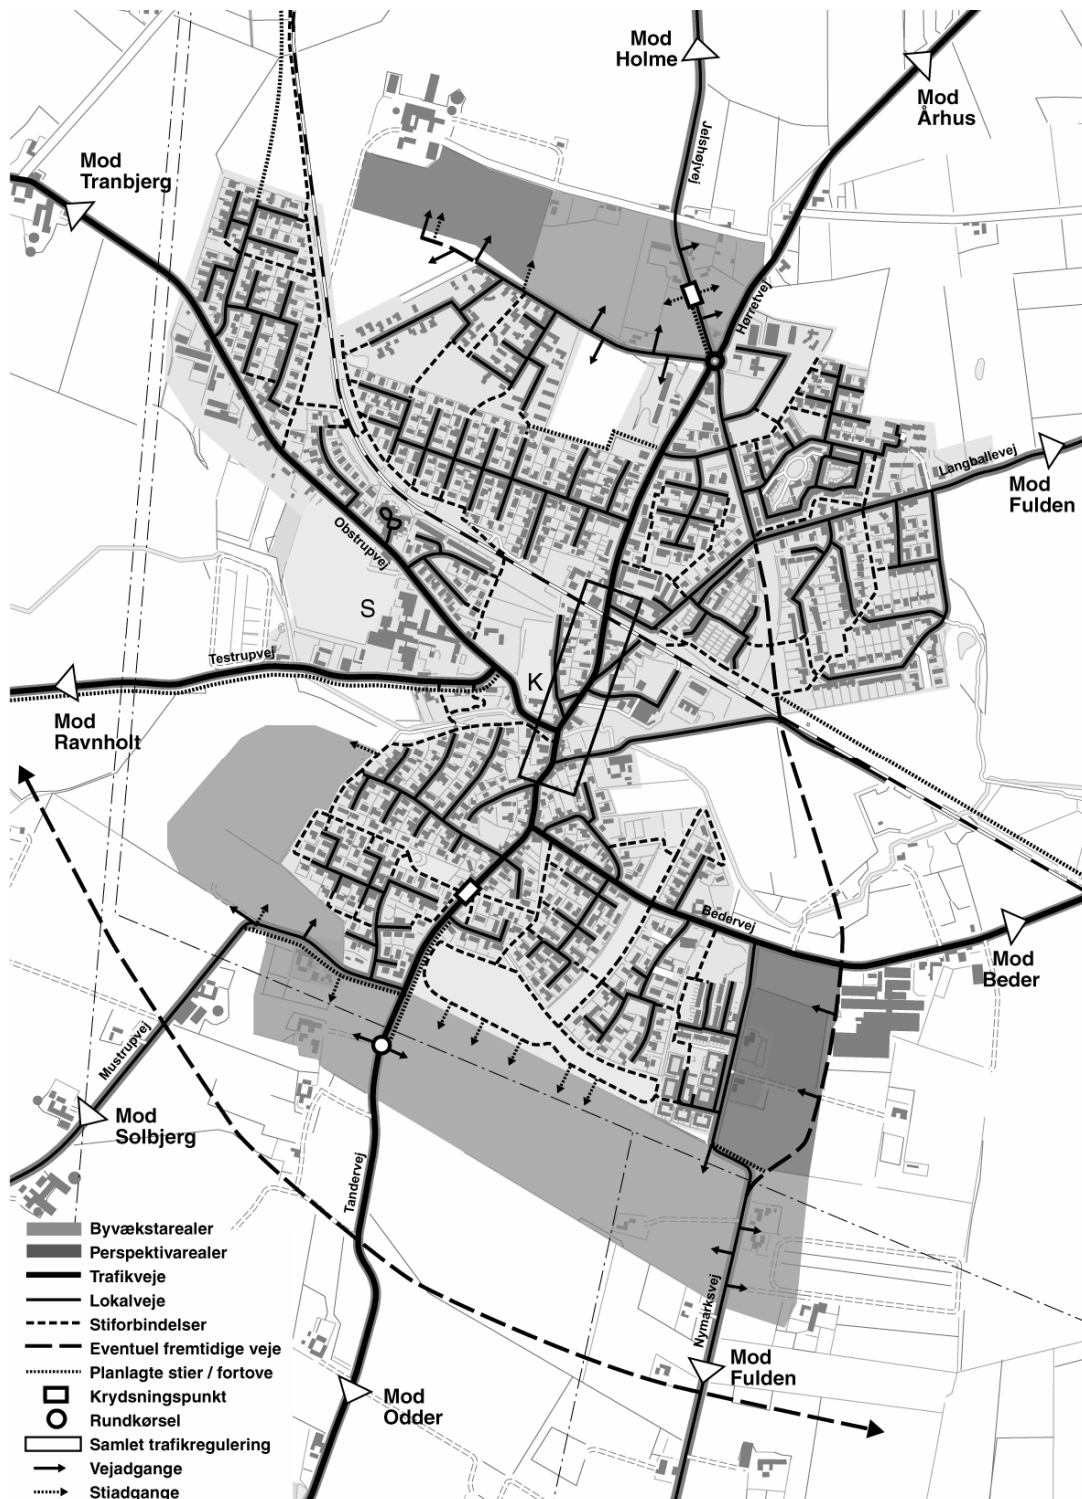 Mod
Holme
Mod
Århus
Mod
Tranbjerg
Jelshøjvej
Hørretvej
Langballevej
Mod
Fulden
Obstrupvej
S
Testrupvej
K
Mod
Ravnholt
Bedervej
Mod
Beder
Mustrupvej
Mod
Solbjerg
Tandervej
Nymarksvej
Mod
Fulden
Mod
Odder
Byvækstarealer
Perspektivarealer
Trafikveje
Lokalveje
Stiforbindelser
Eventuel fremtidige veje
Planlagte stier / fortove
Krydsningspunkt
Rundkørsel
Samlet trafikregulering
Vejadgange
Stiadgange